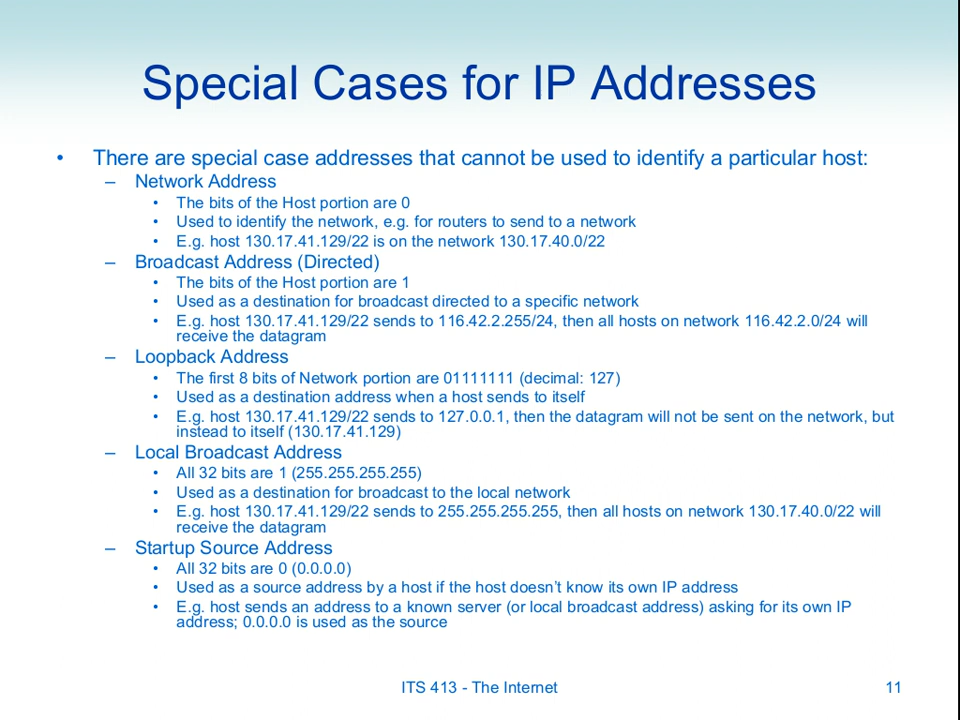 Special Cases for IP Addresses
• There are special case addresses that cannot be used to identify a particular host:
– Network Address
• The bits of the Host portion are 0
• Used to identify the network, e.g. for routers to send to a network
• E.g. host 130.17.41.129/22 is on the network 130.17.40.0/22
– Broadcast Address (Directed)
• The bits of the Host portion are 1
• Used as a destination for broadcast directed to a specific network
• E.g. host 130.17.41.129/22 sends to 116.42.2.255/24, then all hosts on network 116.42.2.0/24 will
receive the datagram
– Loopback Address
• The first 8 bits of Network portion are 01111111 (decimal: 127)
• Used as a destination address when a host sends to itself
• E.g. host 130.17.41.129/22 sends to 127.0.0.1, then the datagram will not be sent on the network, but
instead to itself (130.17.41.129)
– Local Broadcast Address
• All 32 bits are 1 (255.255.255.255)
• Used as a destination for broadcast to the local network
• E.g. host 130.17.41.129/22 sends to 255.255.255.255, then all hosts on network 130.17.40.0/22 will
receive the datagram
– Startup Source Address
• All 32 bits are 0 (0.0.0.0)
• Used as a source address by a host if the host doesn't know its own IP address
• E.g. host sends an address to a known server (or local broadcast address) asking for its own IP
address; 0.0.0.0 is used as the source
ITS 413 - The Internet
11